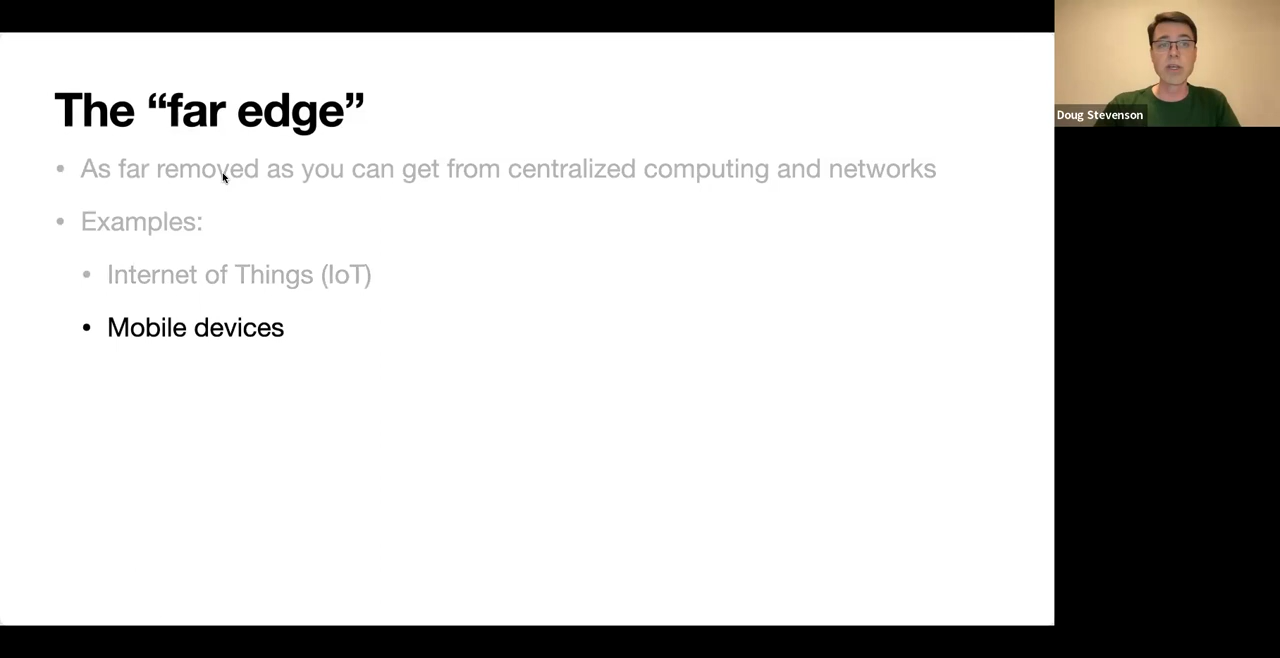 The “far edge”
• As far removed as you can get from centralized computing and networks
• Examples:
• Internet of Things (IoT)
• Mobile devices
Doug Stevenson